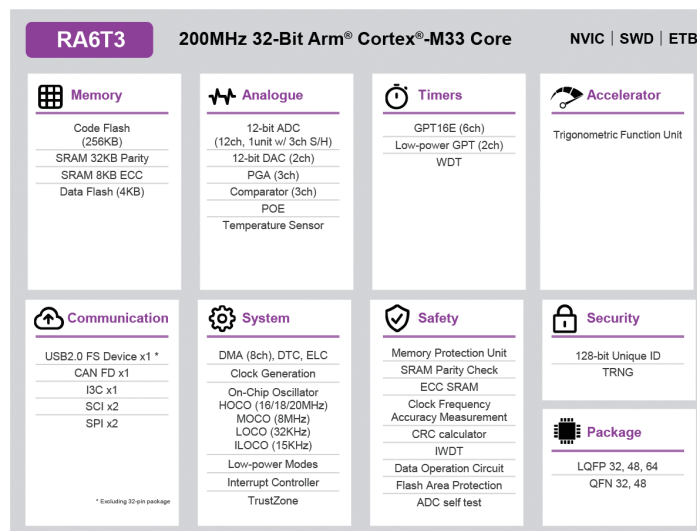 RA6T3
200MHz 32-Bit Arm® Cortex®-M33 Core
NVIC | SWD | ETB
Memory
Code Flash
(256KB)
SRAM 32KB Parity
SRAM 8KB ECC
Data Flash (4KB)
Analogue
12-bit ADC
(12ch, 1unit w/ 3ch S/H)
12-bit DAC (2ch)
PGA (3ch)
Comparator (3ch)
POE
Temperature Sensor
Timers
GPT16E (6ch)
Low-power GPT (2ch)
WDT
Accelerator
Trigonometric Function Unit
Communication
USB2.0 FS Device x1 *
CAN FD x1
I3C x1
SCI x2
SPI x2
* Excluding 32-pin package
System
DMA (8ch), DTC, ELC
Clock Generation
On-Chip Oscillator
HOCO (16/18/20MHz)
MOCO (8MHz)
LOCO (32KHz)
ILOCO (15KHz)
Low-power Modes
Interrupt Controller
TrustZone
Safety
Memory Protection Unit
SRAM Parity Check
ECC SRAM
Clock Frequency
Accuracy Measurement
CRC calculator
IWDT
Data Operation Circuit
Flash Area Protection
ADC self test
Security
128-bit Unique ID
TRNG
Package
LQFP 32, 48, 64
QFN 32, 48